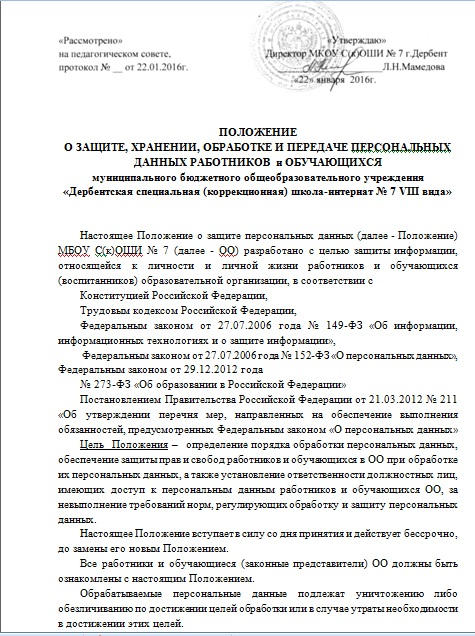 «Рассмотрено»
на педагогическом совете,
протокол № __ от 22.01.2016г.
«Утверждаю»
Директор МКОУ С(к)ОШИ № 7 г.Дербент
Л.Н.Мамедова
«22» января 2016г.
ПОЛОЖЕНИЕ
О ЗАЩИТЕ, ХРАНЕНИИ, ОБРАБОТКЕ И ПЕРЕДАЧЕ ПЕРСОНАЛЬНЫХ
ДАННЫХ РАБОТНИКОВ и ОБУЧАЮЩИХСЯ
муниципального бюджетного общеобразовательного учреждения
«Дербентская специальная (коррекционная) школа-интернат № 7 VIII вида»
Настоящее Положение о защите персональных данных (далее - Положение)
МБОУ С(к)ОШИ № 7 (далее - ОО) разработано с целью защиты информации,
относящейся к личности и личной жизни работников и обучающихся
(воспитанников) образовательной организации, в соответствии с
Конституцией Российской Федерации,
Трудовым кодексом Российской Федерации,
Федеральным законом от 27.07.2006 года № 149-ФЗ «Об информации,
информационных технологиях и о защите информации»,
Федеральным законом от 27.07.2006 года № 152-ФЗ «О персональных данных»,
Федеральным законом от 29.12.2012 года
№ 273-ФЗ «Об образовании в Российской Федерации»
Постановлением Правительства Российской Федерации от 21.03.2012 № 211
«Об утверждении перечня мер, направленных на обеспечение выполнения
обязанностей, предусмотренных Федеральным законом «О персональных данных»
Цель Положения – определение порядка обработки персональных данных,
обеспечение защиты прав и свобод работников и обучающихся в ОО при обработке
их персональных данных, а также установление ответственности должностных лиц,
имеющих доступ к персональным данным работников и обучающихся ОО, за
невыполнение требований норм, регулирующих обработку и защиту персональных
данных.
Настоящее Положение вступает в силу со дня принятия и действует бессрочно,
до замены его новым Положением.
Все работники и обучающиеся (законные представители) ОО должны быть
ознакомлены с настоящим Положением.
Обрабатываемые персональные данные подлежат уничтожению либо
обезличиванию по достижении целей обработки или в случае утраты необходимости
в достижении этих целей.